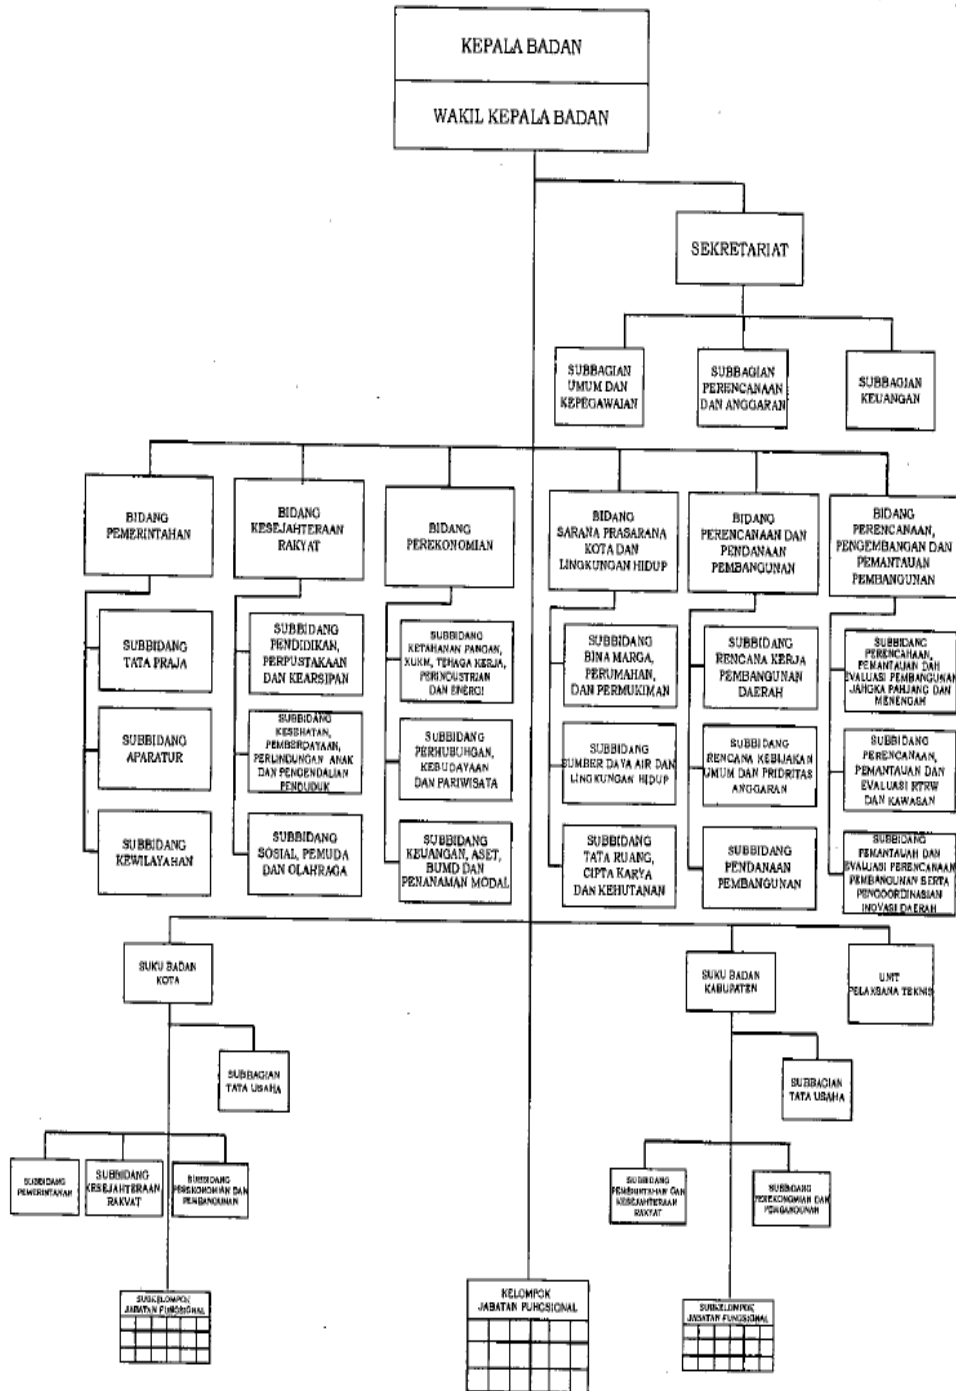 KEPALA BADAN
WAKIL KEPALA BADAN
SEKRETARIAT
SUBBAGIAN
UMUM DAN
KEPEGAWAIAN
SUBBAGIAN
PERENCANAAN
DAN ANGGARAN
SUBBAGIAN
KEUANGAN
BIDANG
PEMERINTAHAN
BIDANG
KESEJAHTERAAN
RAKYAT
BIDANG
PEREKONOMIAN
BIDANG
SARANA PRASARANA
KOTA DAN
LINGKUNGAN HIDUP
BIDANG
PERENCANAAN DAN
PENDANAAN
PEMBANGUNAN
BIDANG
PERENCANAAN,
PENGEMBANGAN DAN
PEMANTAUAN
PEMBANGUNAN
SUBBIDANG
TATA PRAJA
SUBBIDANG
PENDIDIKAN,
PERPUSTAKAAN
DAN KEARSIPAN
SUBBIDANG
KETAHANAN PANGAN,
KUKM, TENAGA KERJA,
PERINDUSTRIAN
DAN ENERGI
SUBBIDANG
BINA MARGA,
PERUMAHAN,
DAN PERMUKIMAN
SUBBIDANG
RENCANA KERJA
PEMBANGUNAN
DAERAH
SUBBIDANG
PERENCANAAN,
PEMANTAUAN DAN
EVALUASI PEMBANGUNAN
JANGKA PANJANG DAN
MENENGAH
SUBBIDANG
APARATUR
SUBBIDANG
KESEHATAN,
PEMBERDAYAAN,
PERLINDUNGAN ANAK
DAN PENGENDALIAN
PENDUDUK
SUBBIDANG
PERHUBUNGAN,
KEBUDAYAAN
DAN PARIWISATA
SUBBIDANG
SUMBER DAYA AIR DAN
LINGKUNGAN HIDUP
SUBBIDANG
RENCANA KEBIJAKAN
UMUM DAN PRIORITAS
ANGGARAN
SUBBIDANG
PERENCANAAN,
PEMANTAUAN DAN
EVALUASI RTRW
DAN KAWASAN
SUBBIDANG
KEWILAYAHAN
SUBBIDANG
SOSIAL, PEMUDA
DAN OLAHRAGA
SUBBIDANG
KEUANGAN, ASET,
BUMD DAN
PENANAMAN MODAL
SUBBIDANG
TATA RUANG,
CIPTA KARYA
DAN KEHUTANAN
SUBBIDANG
PENDANAAN
PEMBANGUNAN
SUBBIDANG
PEMANTAUAN DAN
EVALUASI PERENCANAAN
PEMBANGUNAN SERTA
PENGOORDINASIAN
INOVASI DAERAH
SUKU BADAN
KOTA
SUKU BADAN
KABUPATEN
UNIT
PELAKSANA TEKNIS
SUBBAGIAN
TATA USAHA
SUBBAGIAN
TATA USAHA
SUBBIDANG
PEMERINTAHAN
SUBBIDANG
KESEJAHTERAAN
RAKYAT
SUBBIDANG
PEREKONOMIAN DAN
PEMBANGUNAN
SUBBIDANG
PEMERINTAHAN DAN
KESEJAHTERAAN
RAKYAT
SUBBIDANG
PEREKONOMIAN DAN
PEMBANGUNAN
SUBKELOMPOK
JABATAN FUNGSIONAL
KELOMPOK
JABATAN FUNGSIONAL
SUBKELOMPOK
JABATAN FUNGSIONAL